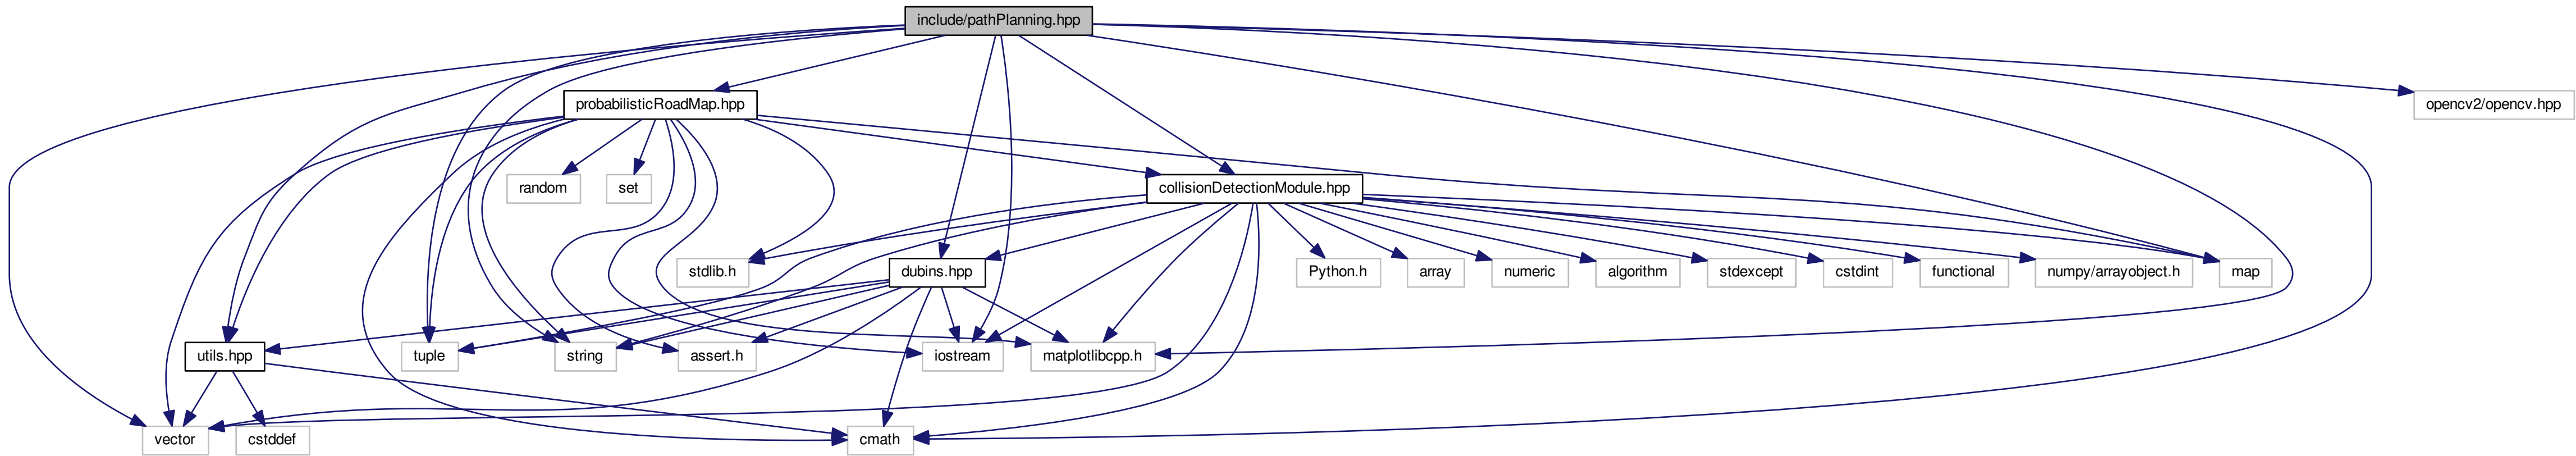 include/pathPlanning.hpp
probabilisticRoadMap.hpp
opencv2/opencv.hpp
random
set
collisionDetectionModule.hpp
stdlib.h
dubins.hpp
Python.h
array
numeric
algorithm
stdexcept
cstdint
functional
numpy/arrayobject.h
map
utils.hpp
tuple
string
assert.h
iostream
matplotlibcpp.h
vector
cstddef
cmath